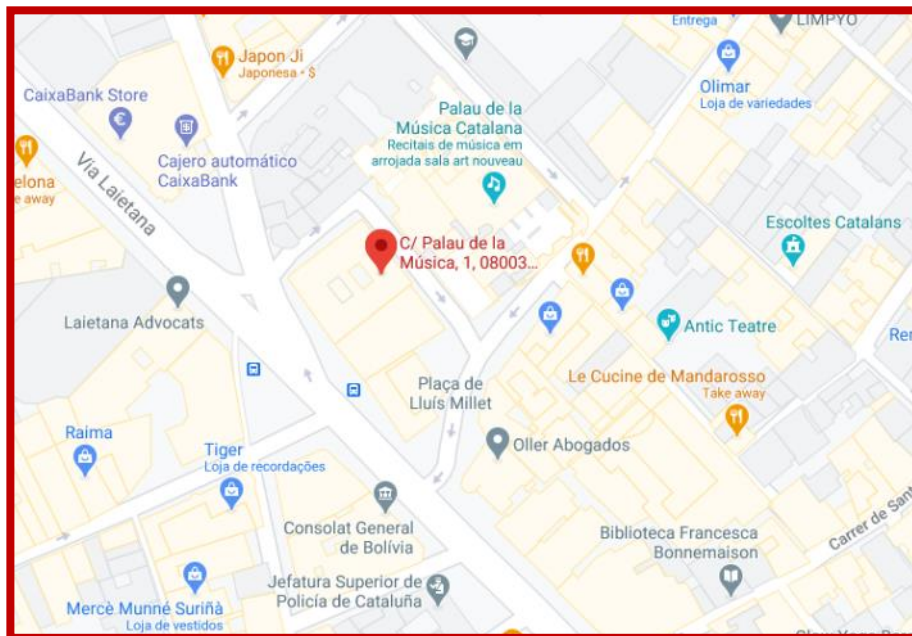 Entrega
LIMPYO
Japon Ji
Japonesa - $
Olimar
Loja de variedades
CaixaBank Store
Palau de la
Música Catalana
Recitais de música em
arrojada sala art nouveau
Cajero automático
CaixaBank
elona
e away
Via Laietana
Escoltes Catalans
C/ Palau de la
Música, 1, 08003...
Laietana Advocats
Antic Teatre
Ren
Le Cucine de Mandarosso
Take away
Plaça de
Lluís Millet
Raima
Tiger
Loja de recordações
Oller Abogados
Consolat General
de Bolívia
Biblioteca Francesca
Bonnemaison
Carrer de Sant
Jefatura Superior de
Policía de Cataluña
Mercè Munné Suriñà
Loja de vestidos